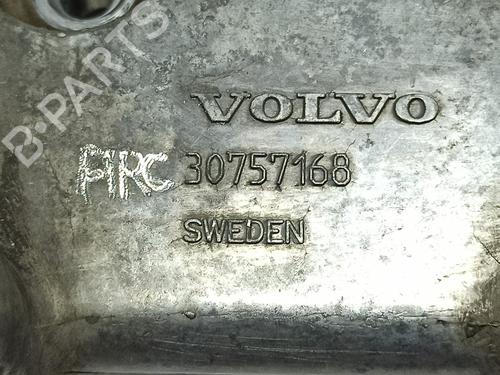 B-PARTS
VOLVO
FIRC 30757168
SWEDEN